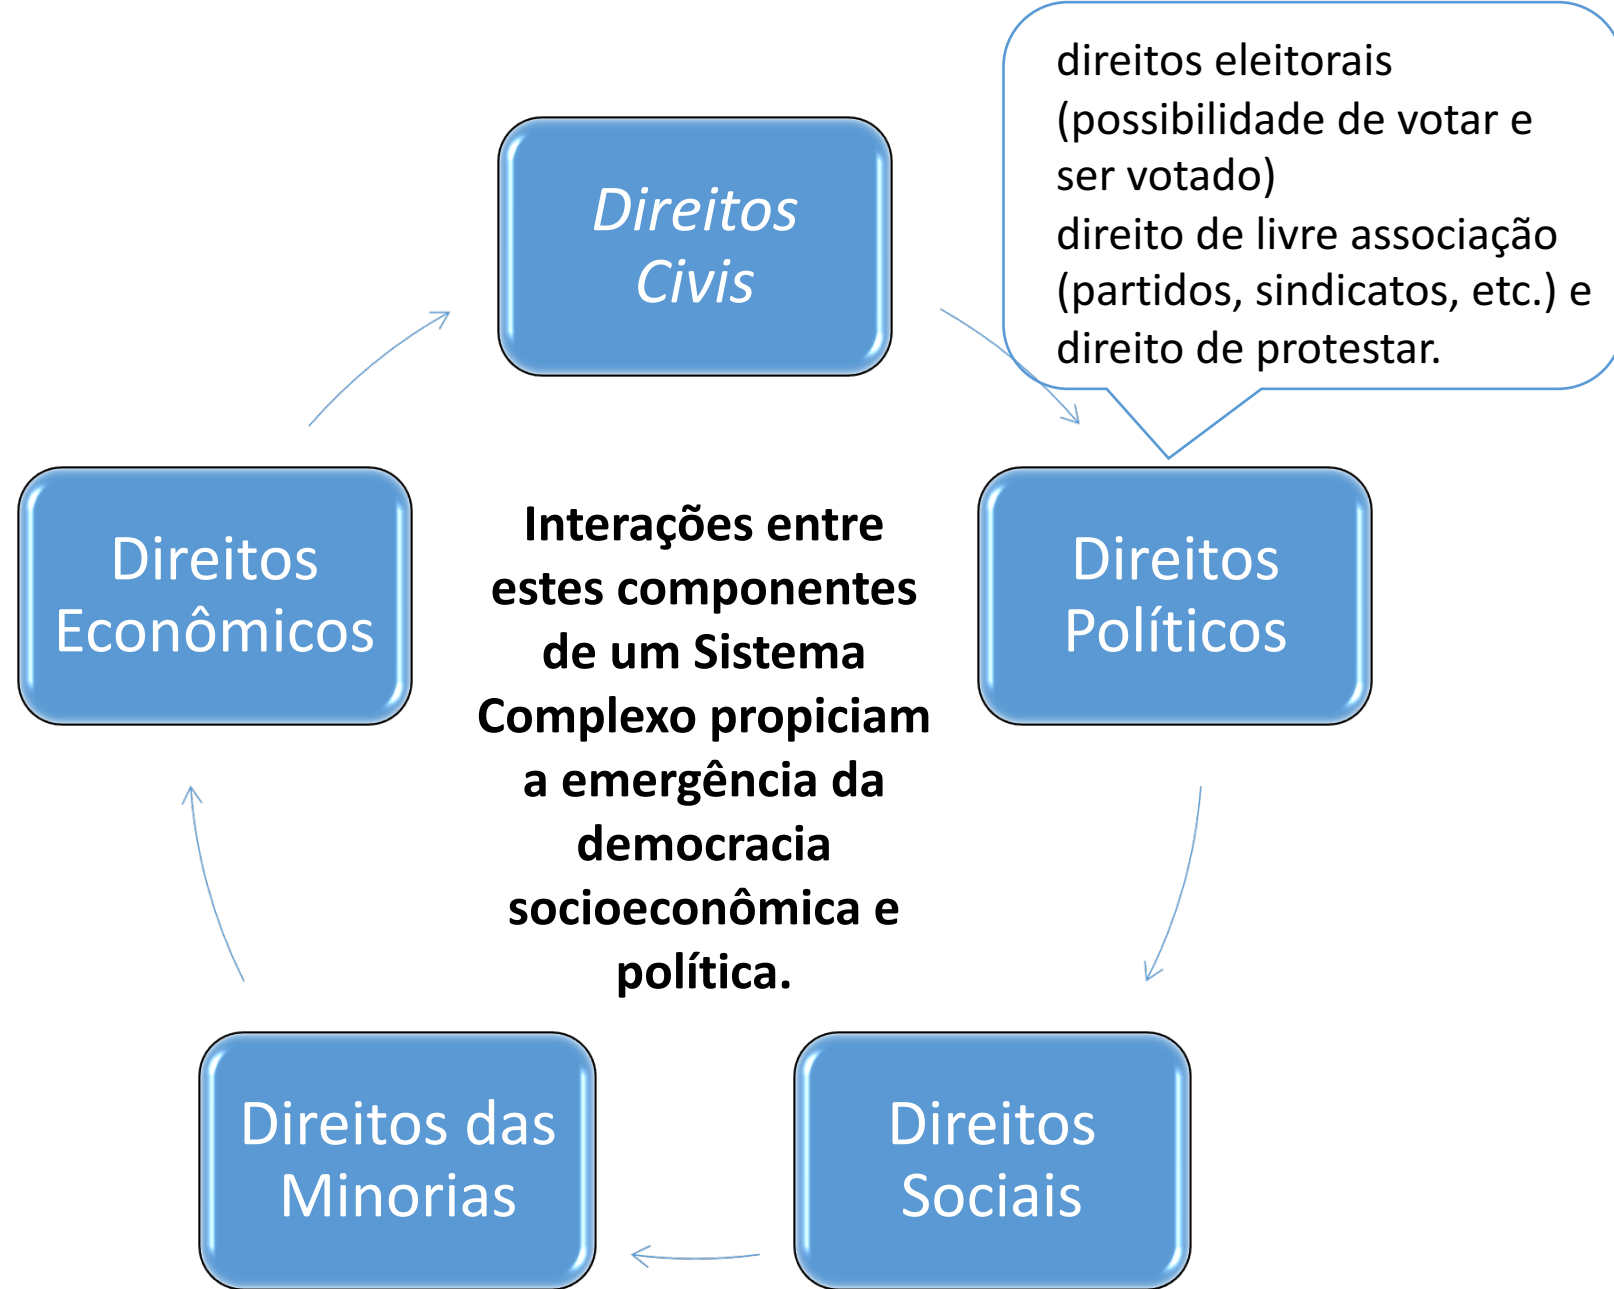 direitos eleitorais
(possibilidade de votar e
ser votado)
direito de livre associação
(partidos, sindicatos, etc.) e
direito de protestar.
Direitos
Civis
Direitos
Políticos
Direitos
Sociais
Direitos das
Minorias
Direitos
Econômicos
Interações entre
estes componentes
de um Sistema
Complexo propiciam
a emergência da
democracia
socioeconômica e
política.